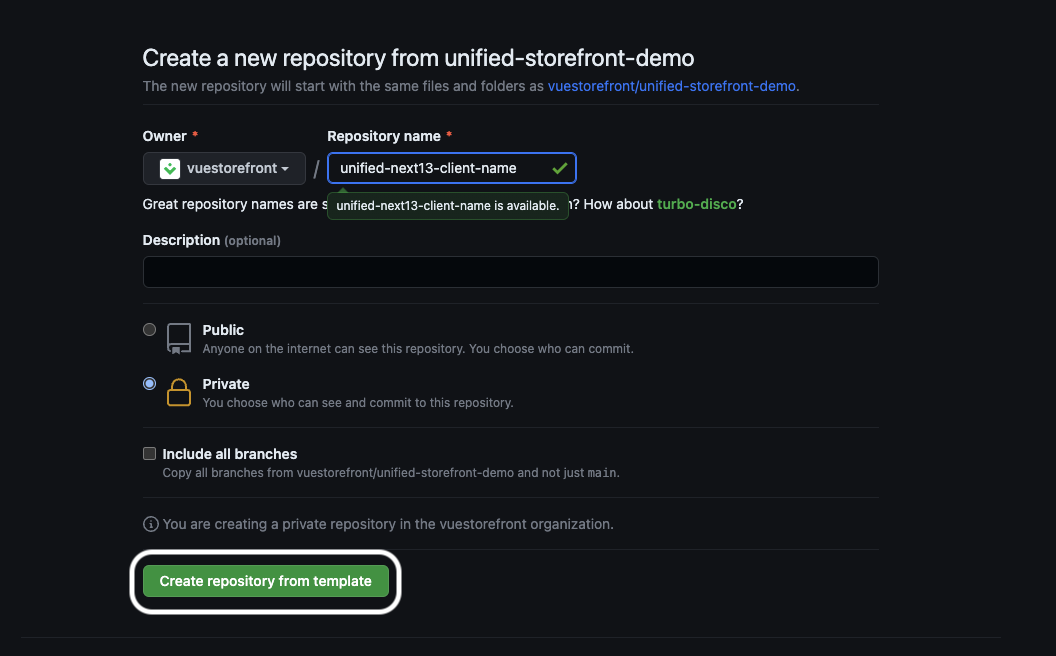 Create a new repository from unified-storefront-demo
The new repository will start with the same files and folders as vuestorefront/unified-storefront-demo.
Owner *
Repository name *
vuestorefront
/
unified-next13-client-name
Great repository names are s
unified-next13-client-name is available.
? How about turbo-disco?
Description (optional)
Public
Anyone on the internet can see this repository. You choose who can commit.
Private
You choose who can see and commit to this repository.
Include all branches
Copy all branches from vuestorefront/unified-storefront-demo and not just main.
You are creating a private repository in the vuestorefront organization.
Create repository from template